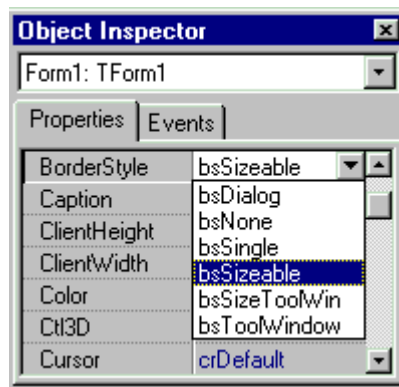 Object Inspector
Form1: TForm1
Properties Events
BorderStyle bsSizeable
Caption bsDialog
ClientHeight bsNone
bsSingle
ClientWidth bsSizeable
Color bsSizeToolWin
Ctl3D bsToolWindow
Cursor crDefault